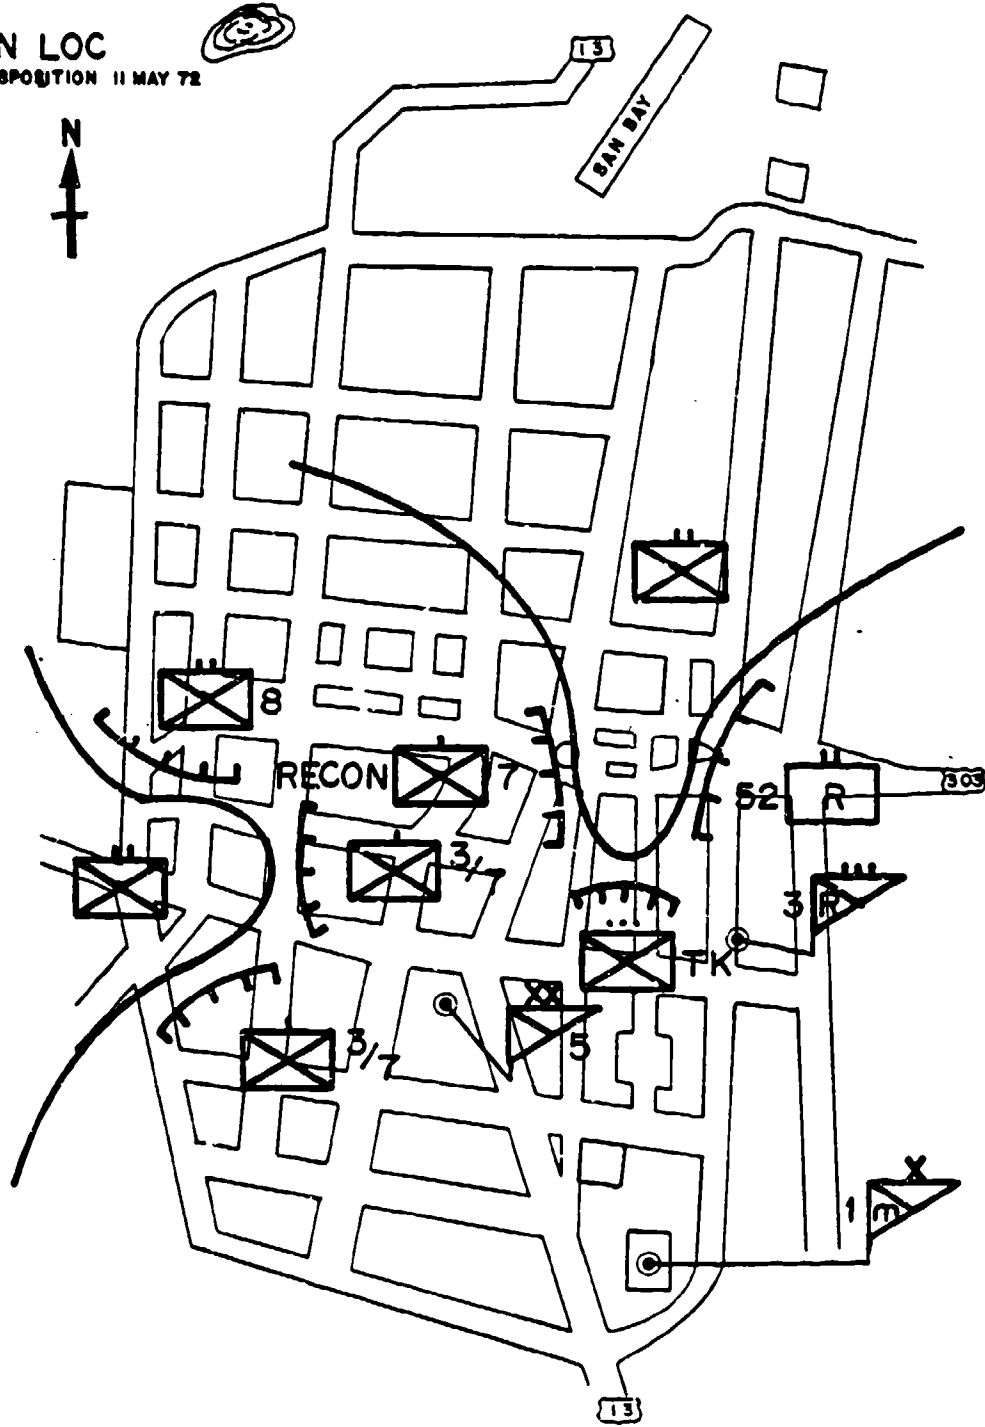 N LOC
SPOSITION 11 MAY 72
13
N
SAN BAY
8
RECON
7
52 R
303
3/7
3 R
TK
XX
5
3/7
X
1 m
13